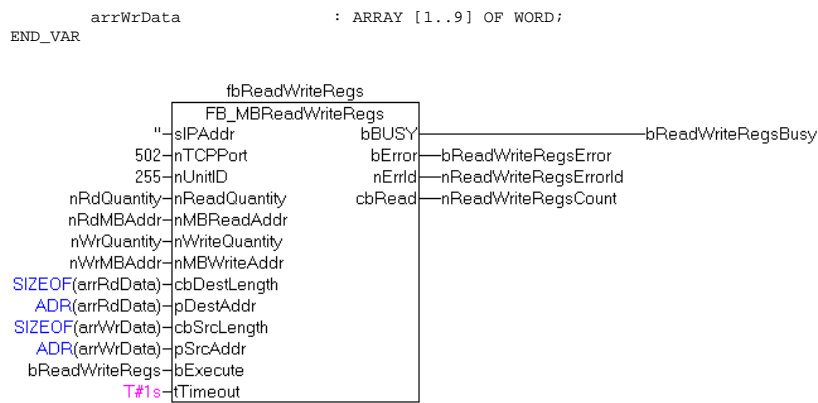 arrWrData : ARRAY [1..9] OF WORD;
END_VAR
fbReadWriteRegs
FB_MBReadWriteRegs
''sIPAddr bBUSY bReadWriteRegsBusy
502 nTCPPort bError bReadWriteRegsError
255 nUnitID nErrId nReadWriteRegsErrorId
nRdQuantity nReadQuantity cbRead nReadWriteRegsCount
nRdMBAddr nMBReadAddr
nWrQuantity nWriteQuantity
nWrMBAddr nMBWriteAddr
SIZEOF(arrRdData) cbDestLength
ADR(arrRdData) pDestAddr
SIZEOF(arrWrData) cbSrcLength
ADR(arrWrData) pSrcAddr
bReadWriteRegs bExecute
T#1s tTimeout